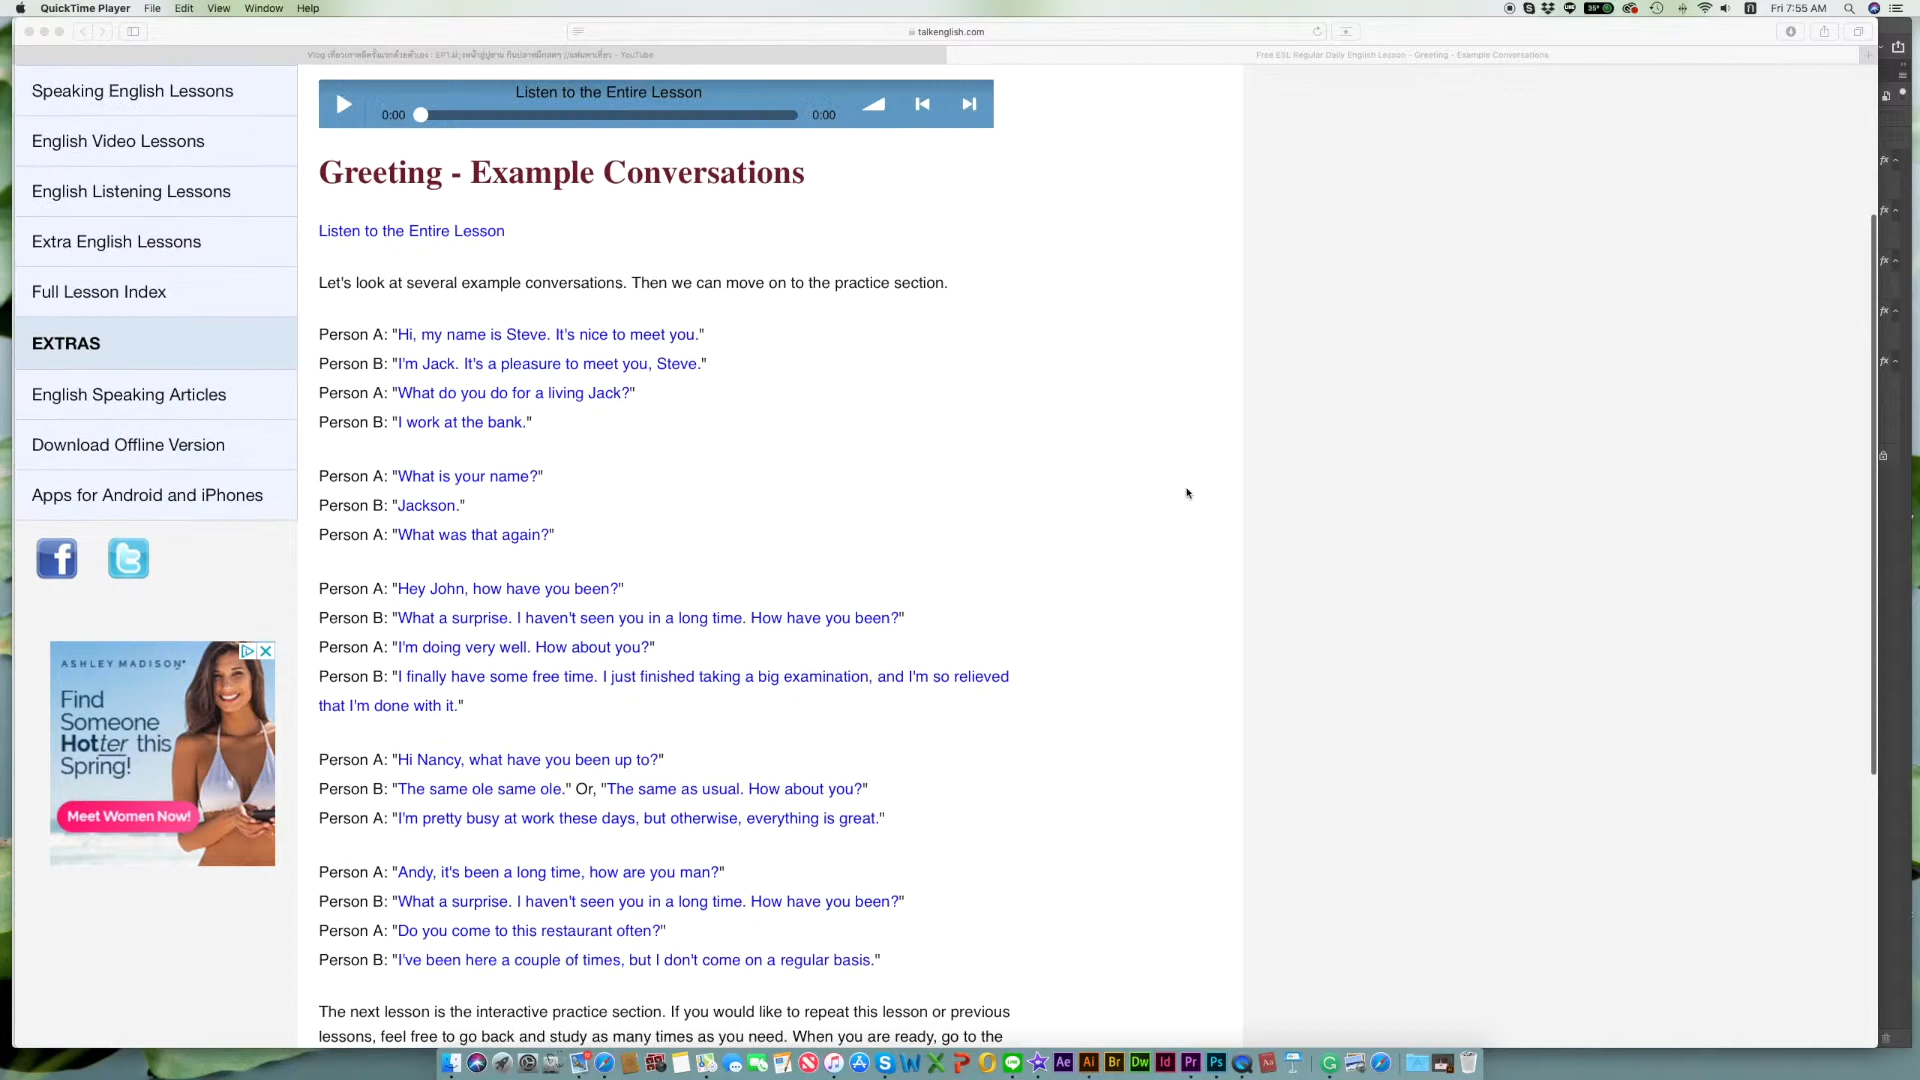 QuickTime Player File Edit View Window Help
35° Fri 7:55 AM
talkenglish.com
Free ESL Regular Daily English Lesson - Greeting - Example Conversations
Speaking English Lessons
English Video Lessons
English Listening Lessons
Extra English Lessons
Full Lesson Index
EXTRAS
English Speaking Articles
Download Offline Version
Apps for Android and iPhones
ASHLEY MADISON
Find
Someone
Hotter this
Spring!
Meet Women Now!
Listen to the Entire Lesson
0:00 0:00
Greeting - Example Conversations
Listen to the Entire Lesson
Let's look at several example conversations. Then we can move on to the practice section.
Person A: "Hi, my name is Steve. It's nice to meet you."
Person B: "I'm Jack. It's a pleasure to meet you, Steve."
Person A: "What do you do for a living Jack?"
Person B: "I work at the bank."
Person A: "What is your name?"
Person B: "Jackson."
Person A: "What was that again?"
Person A: "Hey John, how have you been?"
Person B: "What a surprise. I haven't seen you in a long time. How have you been?"
Person A: "I'm doing very well. How about you?"
Person B: "I finally have some free time. I just finished taking a big examination, and I'm so relieved
that I'm done with it."
Person A: "Hi Nancy, what have you been up to?"
Person B: "The same ole same ole." Or, "The same as usual. How about you?"
Person A: "I'm pretty busy at work these days, but otherwise, everything is great."
Person A: "Andy, it's been a long time, how are you man?"
Person B: "What a surprise. I haven't seen you in a long time. How have you been?"
Person A: "Do you come to this restaurant often?"
Person B: "I've been here a couple of times, but I don't come on a regular basis."
The next lesson is the interactive practice section. If you would like to repeat this lesson or previous
lessons, feel free to go back and study as many times as you need. When you are ready, go to the
Ae Ai Br Dw Id Pr Ps